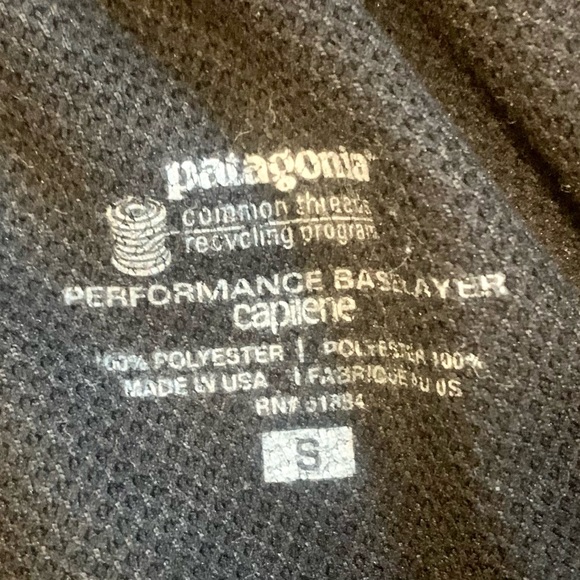 patagonia™
common threads
recycling program
PERFORMANCE BASELAYER
capilene
100% POLYESTER | POLYESTER 100%
MADE IN USA | FABRIQUE AU US
RN# 51884
S